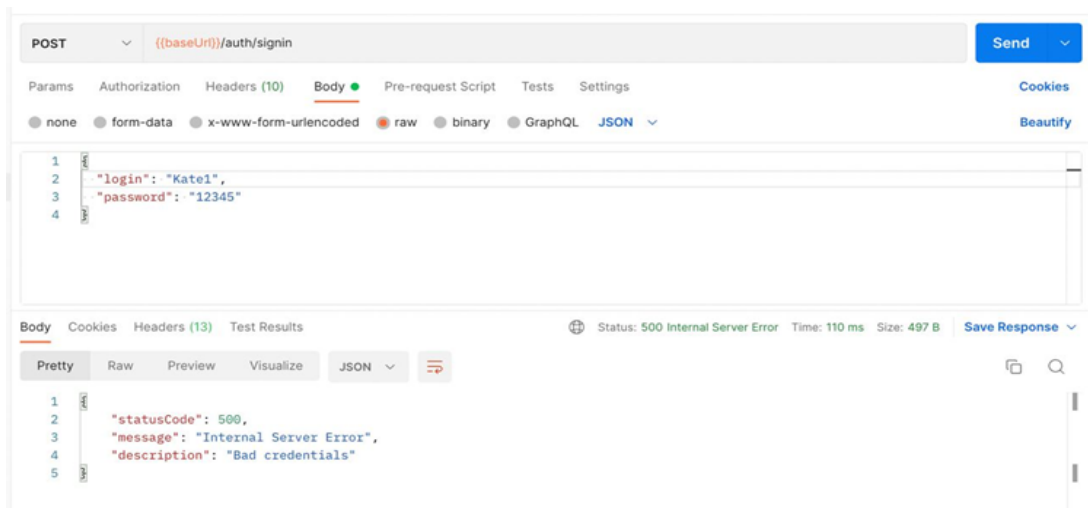 POST {{baseUrl}}/auth/signin Send
Params Authorization Headers (10) Body Pre-request Script Tests Settings Cookies
none form-data x-www-form-urlencoded raw binary GraphQL JSON Beautify
1 {
2 "login": "Kate1",
3 "password": "12345"
4 }
Body Cookies Headers (13) Test Results Status: 500 Internal Server Error Time: 110 ms Size: 497 B Save Response
Pretty Raw Preview Visualize JSON
1 {
2 "statusCode": 500,
3 "message": "Internal Server Error",
4 "description": "Bad credentials"
5 }